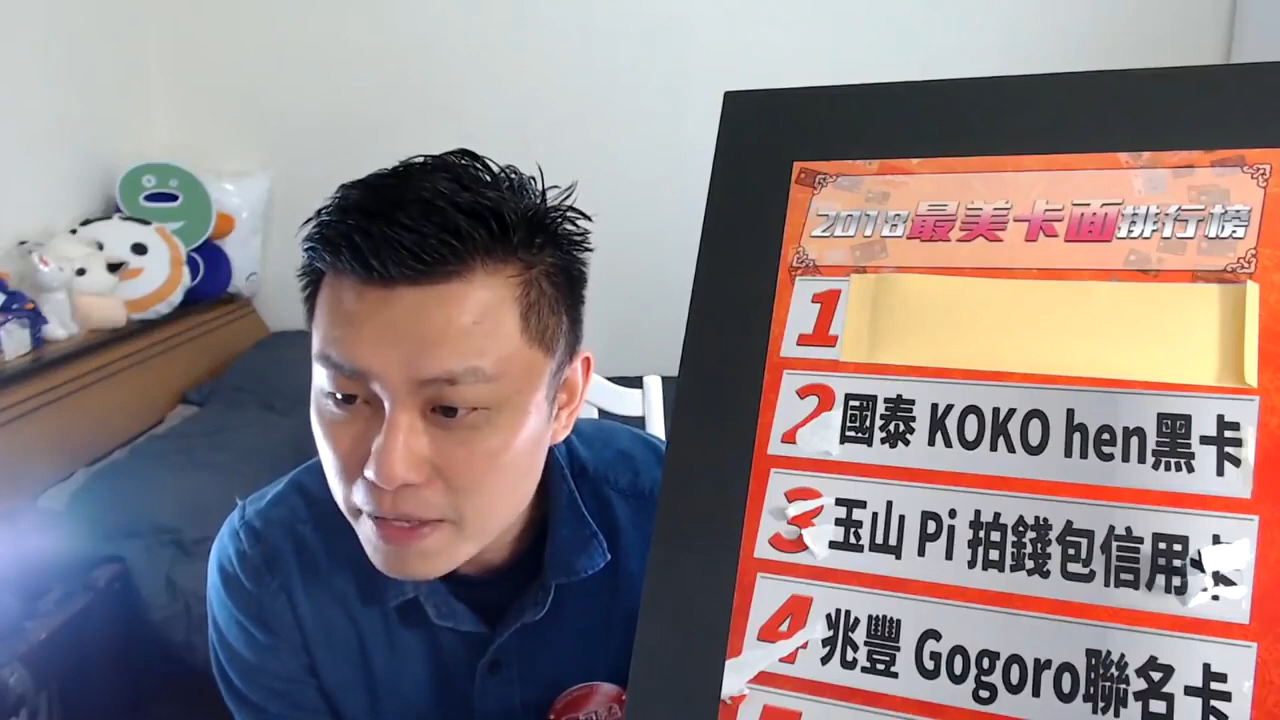 2018最美卡面排行榜
1
2 國泰 KOKO hen黑卡
3 玉山 Pi 拍錢包信用卡
4 兆豐 Gogoro聯名卡